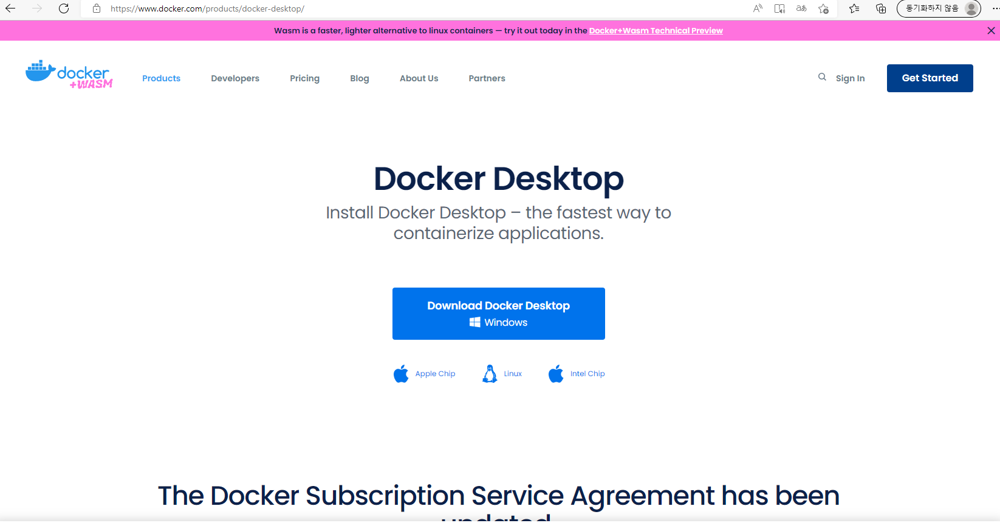 https://www.docker.com/products/docker-desktop/
A
aあ
동기화하지 않음
Wasm is a faster, lighter alternative to linux containers — try it out today in the Docker+Wasm Technical Preview
docker
+WASM
Products
Developers
Pricing
Blog
About Us
Partners
Sign In
Get Started
Docker Desktop
Install Docker Desktop – the fastest way to
containerize applications.
Download Docker Desktop
Windows
Apple Chip
Linux
Intel Chip
The Docker Subscription Service Agreement has been
updated